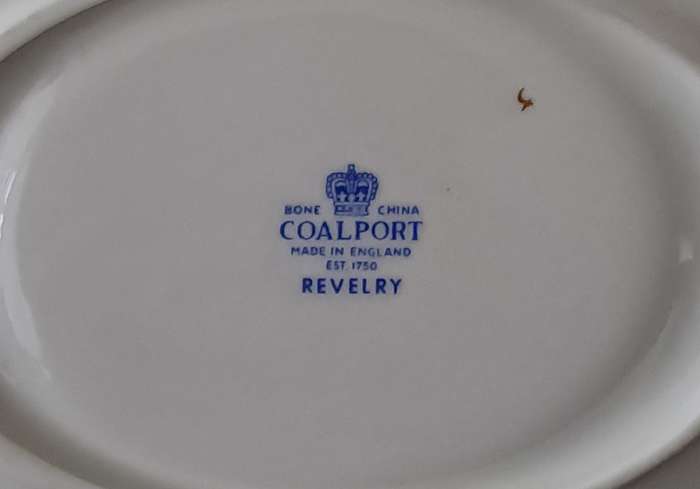 BONE CHINA
COALPORT
MADE IN ENGLAND
EST. 1750
REVELRY